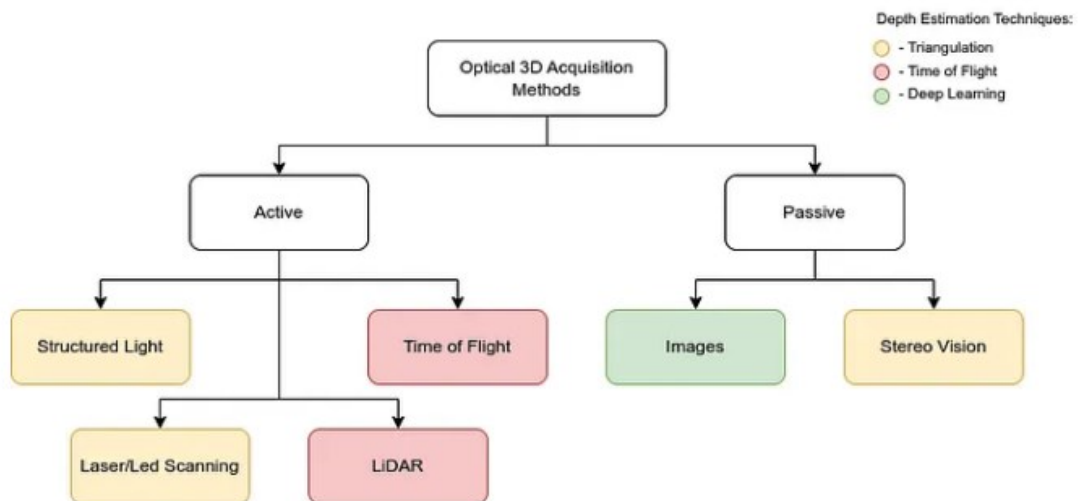 Depth Estimation Techniques:
- Triangulation
- Time of Flight
- Deep Learning
Optical 3D Acquisition
Methods
Active
Passive
Structured Light
Time of Flight
Images
Stereo Vision
Laser/Led Scanning
LiDAR